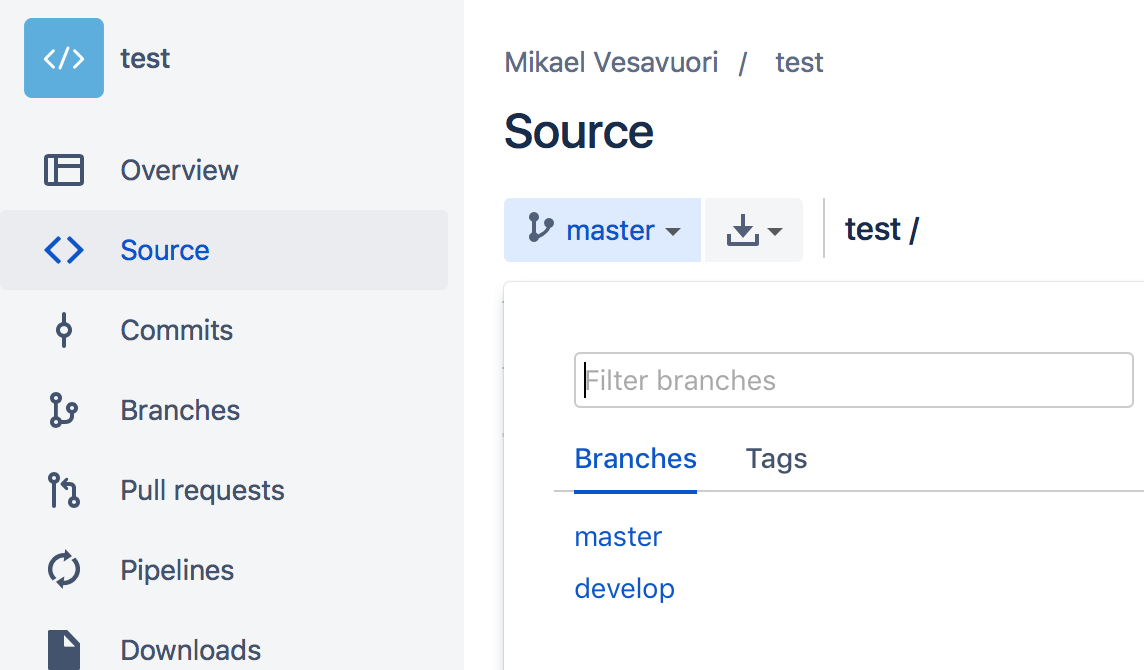 test
Overview
Source
Commits
Branches
Pull requests
Pipelines
Downloads
Mikael Vesavuori / test
Source
master
test /
Filter branches
Branches Tags
master
develop